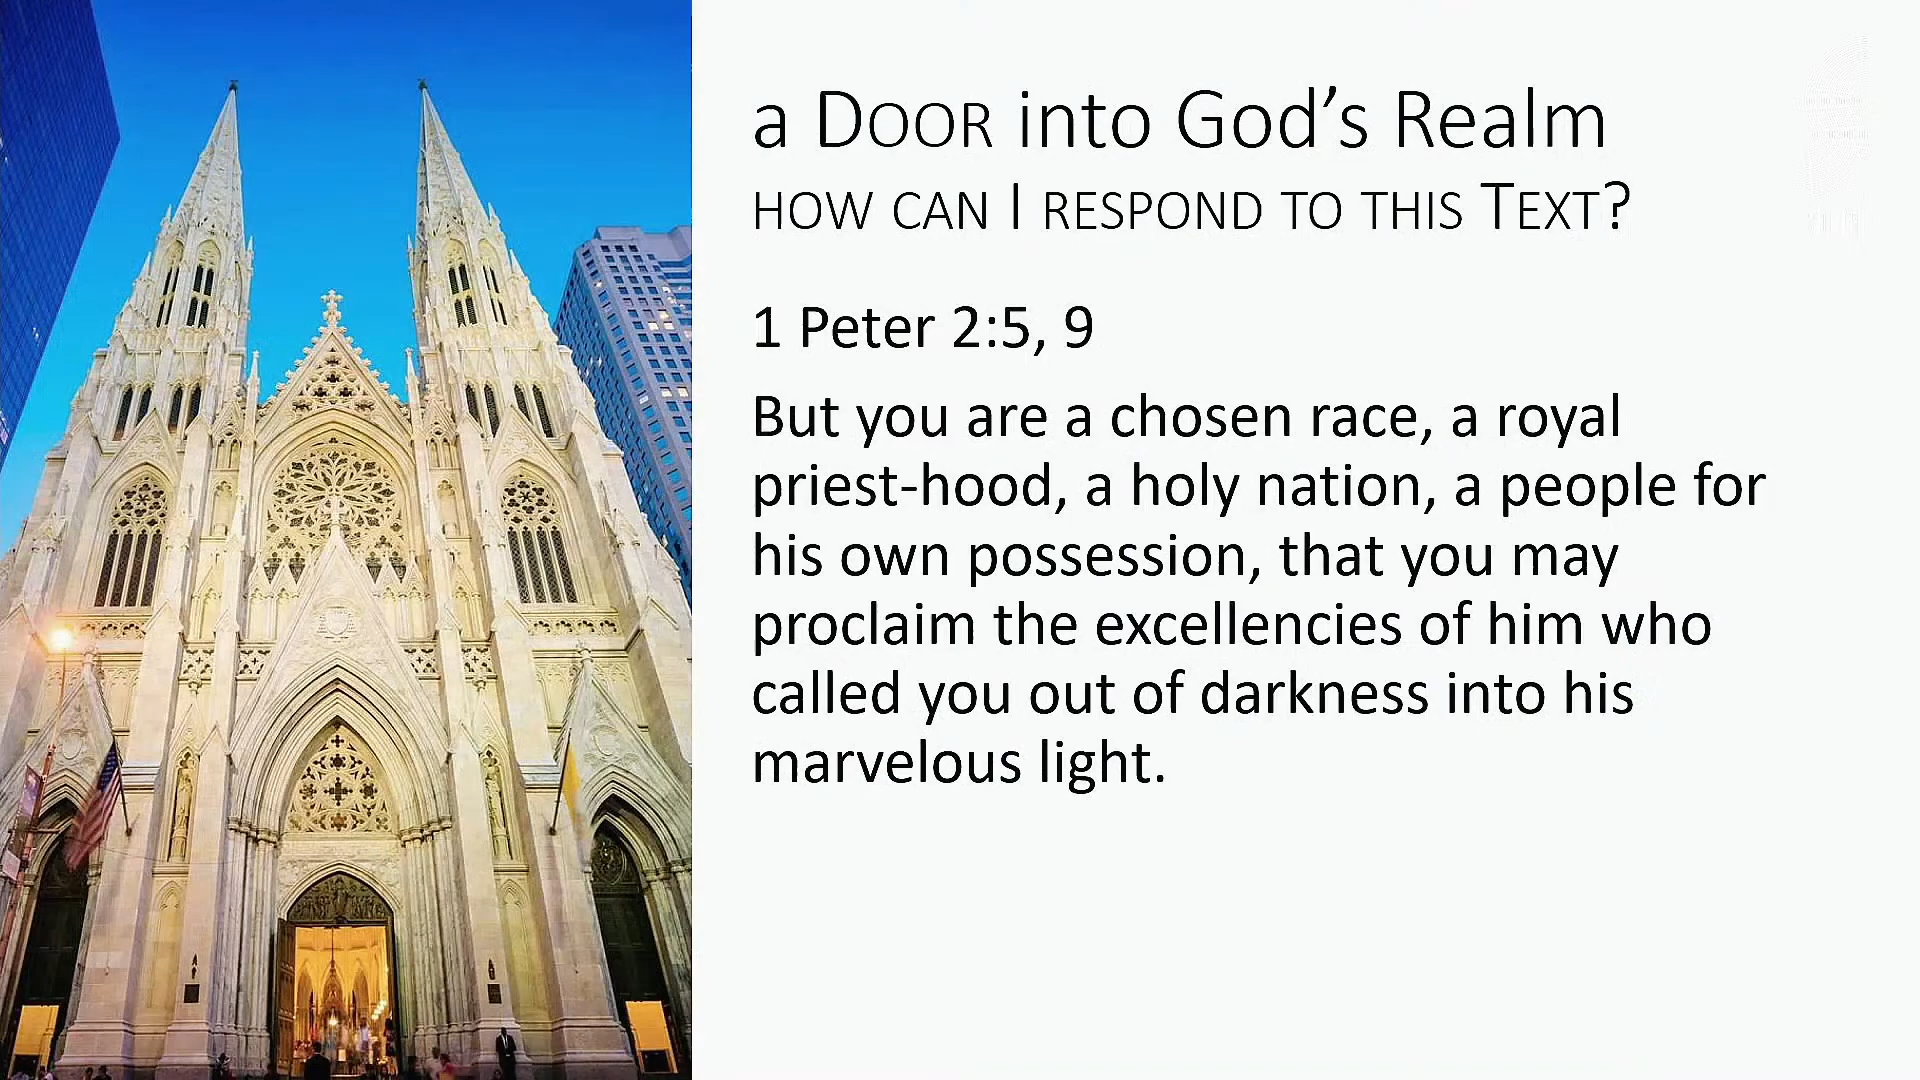 a DOOR into God’s Realm
HOW CAN I RESPOND TO THIS TEXT?
1 Peter 2:5, 9
But you are a chosen race, a royal
priest-hood, a holy nation, a people for
his own possession, that you may
proclaim the excellencies of him who
called you out of darkness into his
marvelous light.